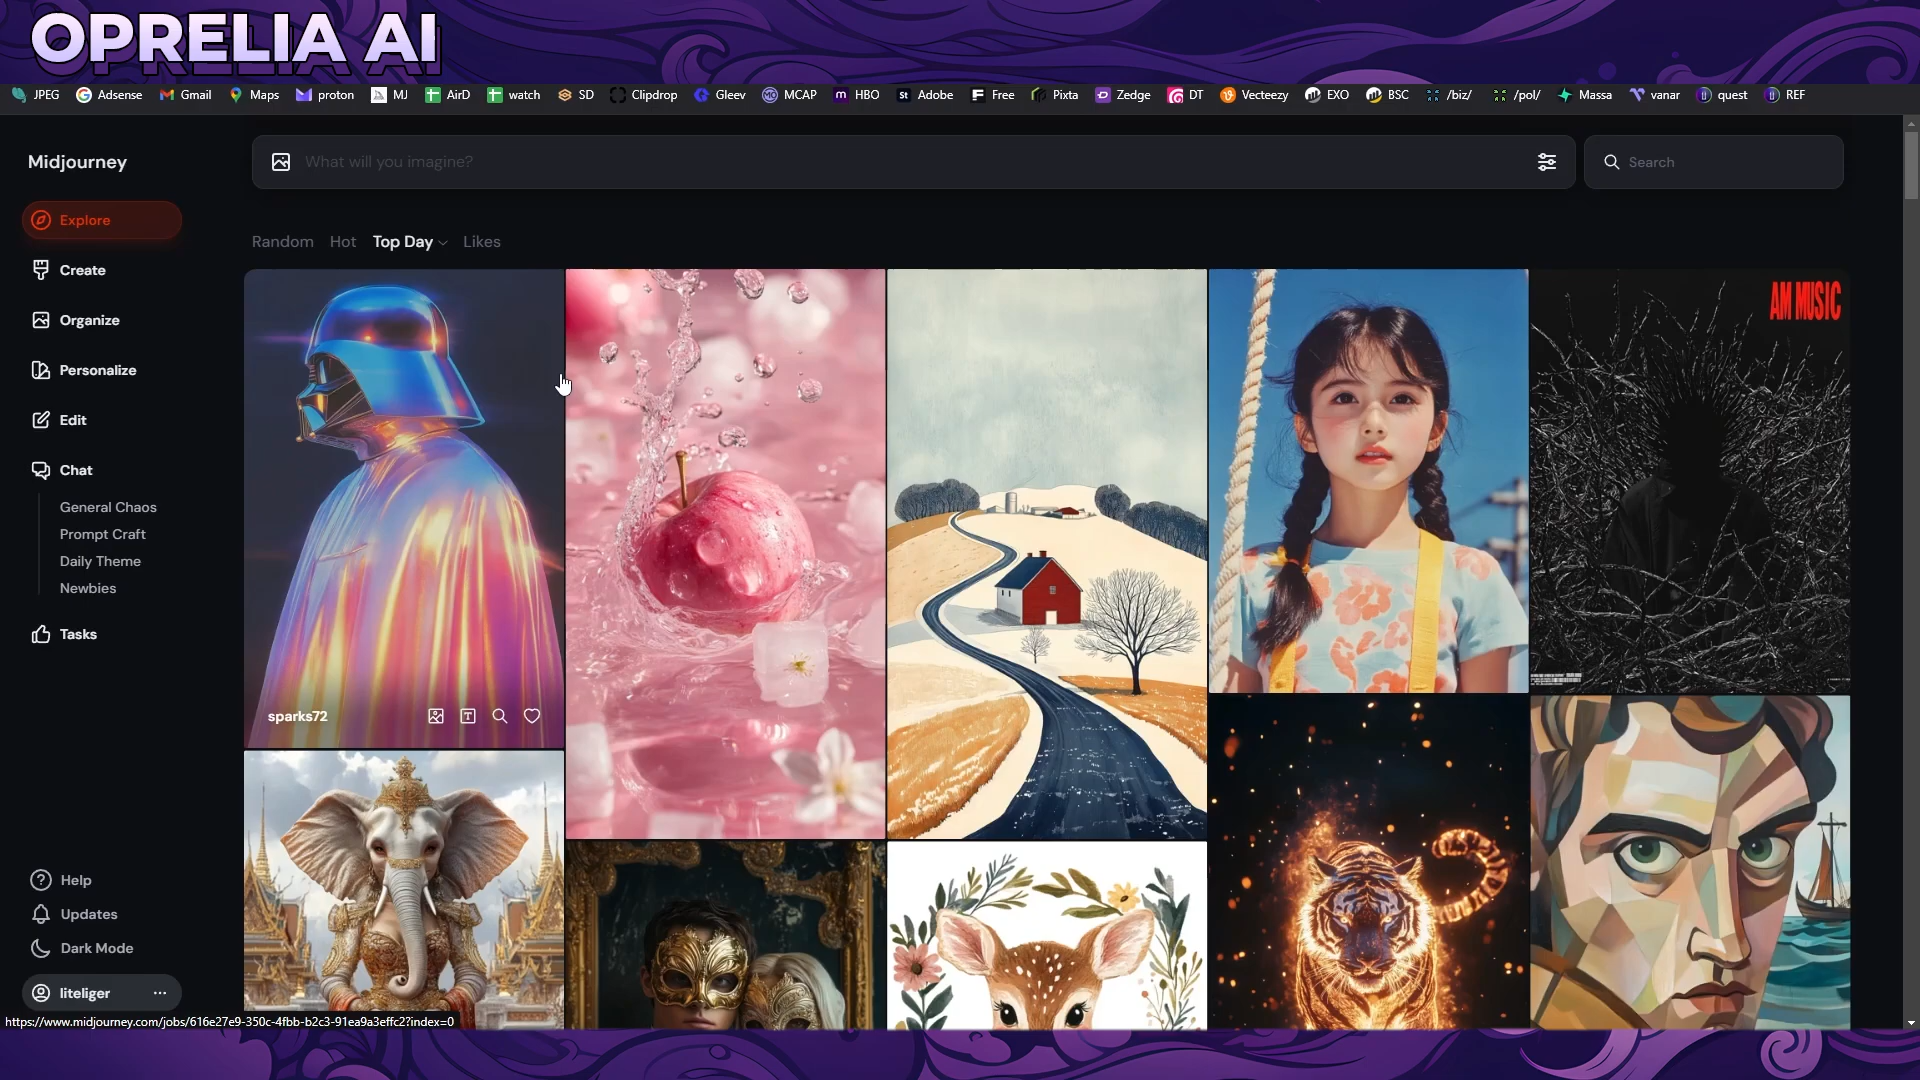 OPRELIA AI
JPEG Adsense Gmail Maps proton MJ AirD watch SD Clipdrop Gleev MCAP HBO Adobe Free Pixta Zedge DT Vecteezy EXO BSC /biz/ /pol/ Massa vanar quest REF
Midjourney
What will you imagine?
Search
Explore
Create
Organize
Personalize
Edit
Chat
General Chaos
Prompt Craft
Daily Theme
Newbies
Tasks
Help
Updates
Dark Mode
liteliger
Random Hot Top Day Likes
AM MUSIC
sparks72
https://www.midjourney.com/jobs/616e27e9-350c-4fbb-b2c3-91ea9a3effc2?index=0